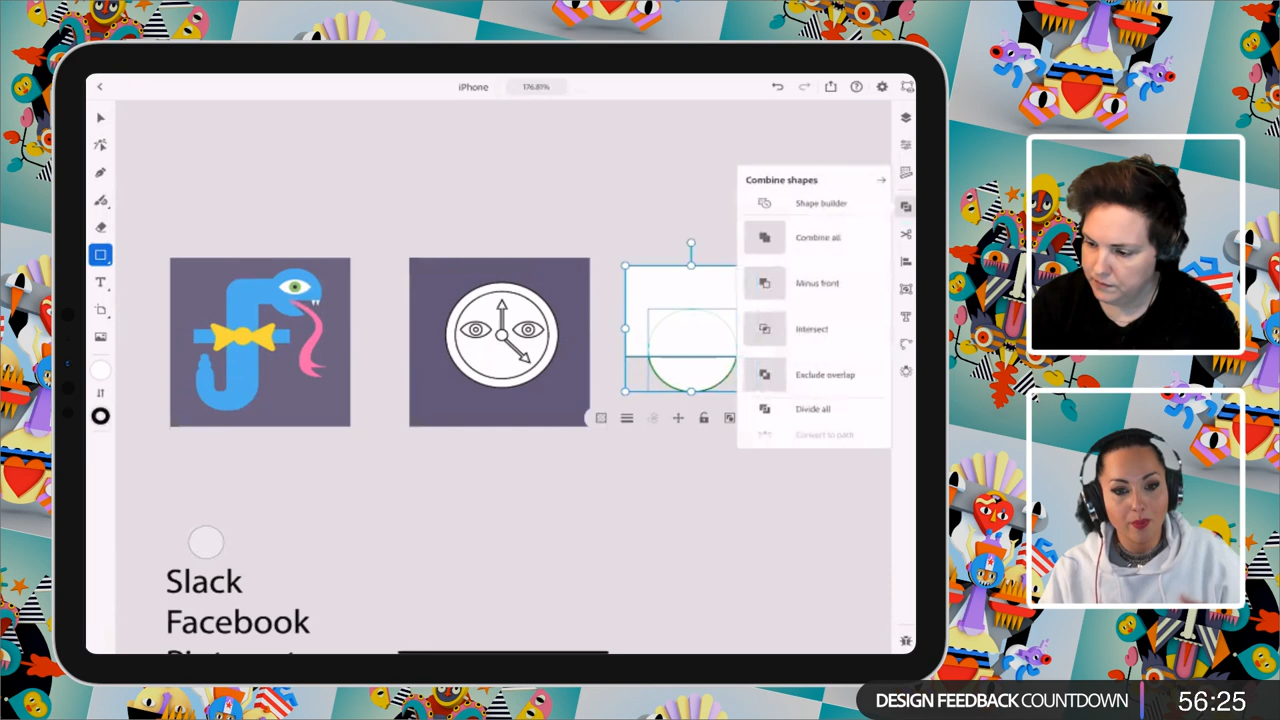 iPhone
176.81%
Combine shapes
Shape builder
Combine all
Minus front
Intersect
Exclude overlap
Divide all
Convert to path
Slack
Facebook
DESIGN FEEDBACK COUNTDOWN 56:25